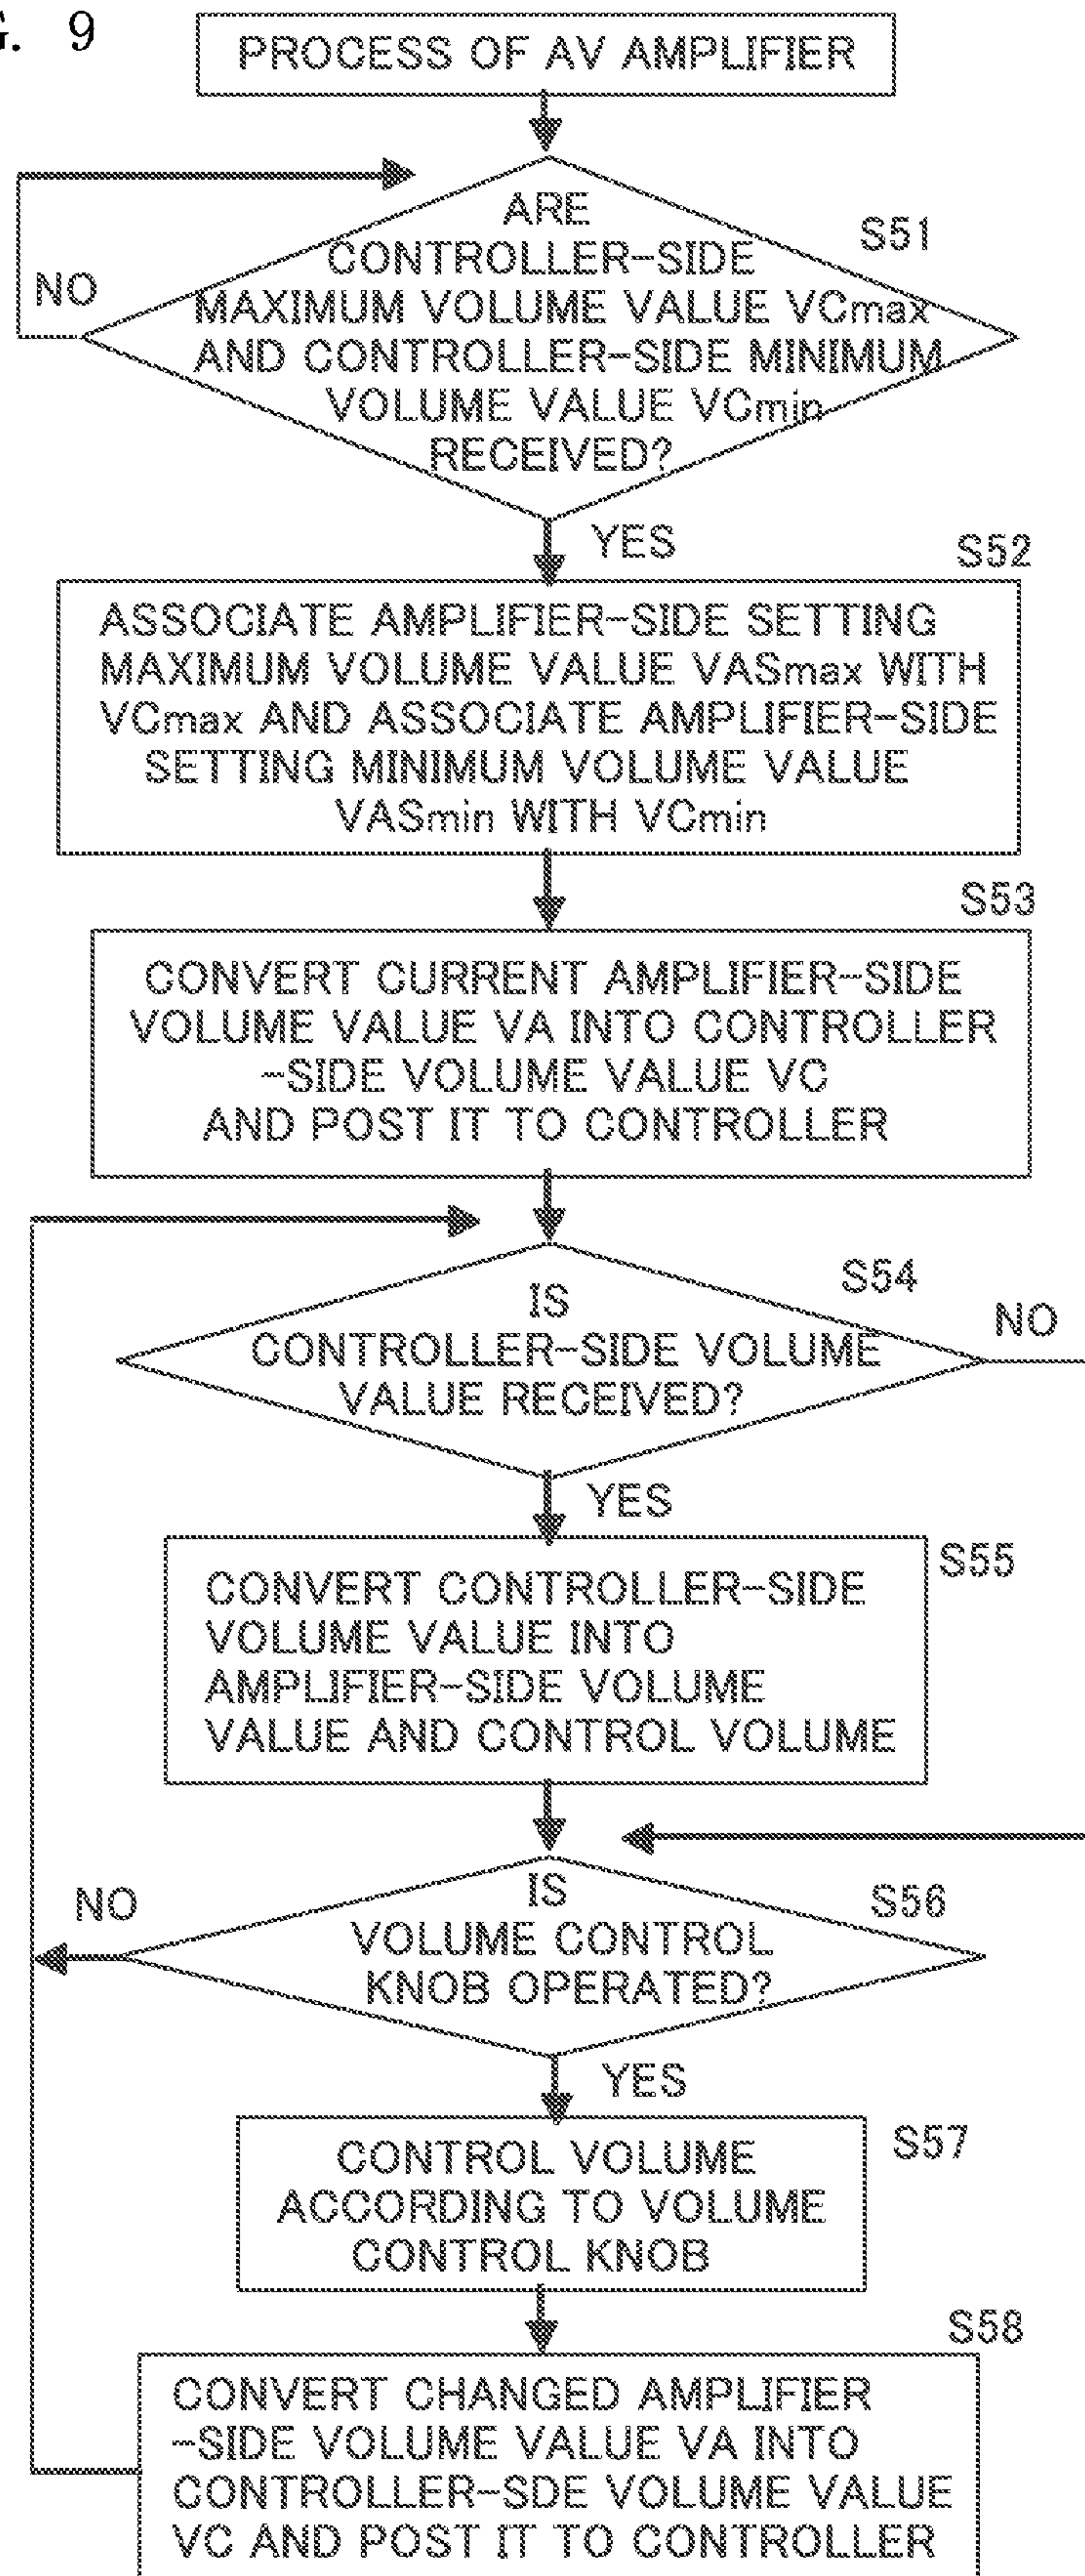 G. 9
PROCESS OF AV AMPLIFIER
ARE
CONTROLLER-SIDE
MAXIMUM VOLUME VALUE VCmax
AND CONTROLLER-SIDE MINIMUM
VOLUME VALUE VCmin
RECEIVED?
S51
NO
YES
S52
ASSOCIATE AMPLIFIER-SIDE SETTING
MAXIMUM VOLUME VALUE VASmax WITH
VCmax AND ASSOCIATE AMPLIFIER-SIDE
SETTING MINIMUM VOLUME VALUE
VASmin WITH VCmin
S53
CONVERT CURRENT AMPLIFIER-SIDE
VOLUME VALUE VA INTO CONTROLLER
-SIDE VOLUME VALUE VC
AND POST IT TO CONTROLLER
S54
IS
CONTROLLER-SIDE VOLUME
VALUE RECEIVED?
NO
YES
S55
CONVERT CONTROLLER-SIDE
VOLUME VALUE INTO
AMPLIFIER-SIDE VOLUME
VALUE AND CONTROL VOLUME
NO
IS
VOLUME CONTROL
KNOB OPERATED?
S56
YES
S57
CONTROL VOLUME
ACCORDING TO VOLUME
CONTROL KNOB
S58
CONVERT CHANGED AMPLIFIER
-SIDE VOLUME VALUE VA INTO
CONTROLLER-SDE VOLUME VALUE
VC AND POST IT TO CONTROLLER